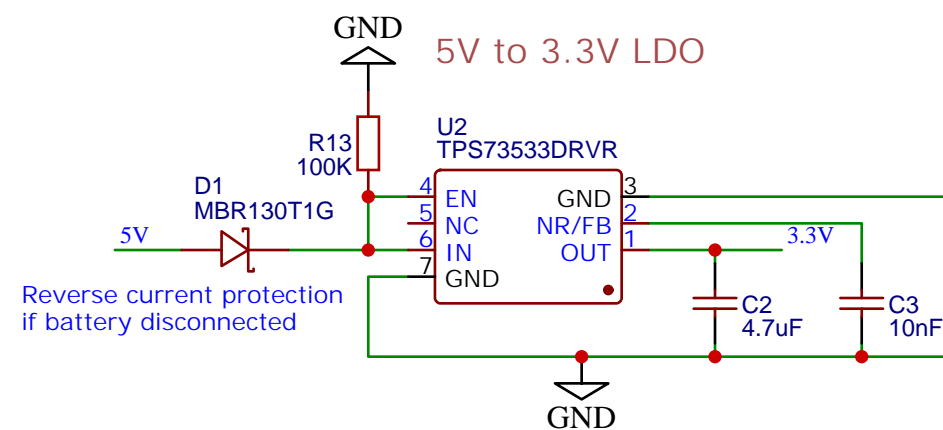 GND
5V to 3.3V LDO
R13
100K
U2
TPS73533DRVR
D1
MBR130T1G
5V
4
EN
5
NC
6
IN
7
GND
GND
3
NR/FB
2
OUT
1
3.3V
Reverse current protection
if battery disconnected
C2
4.7uF
C3
10nF
GND